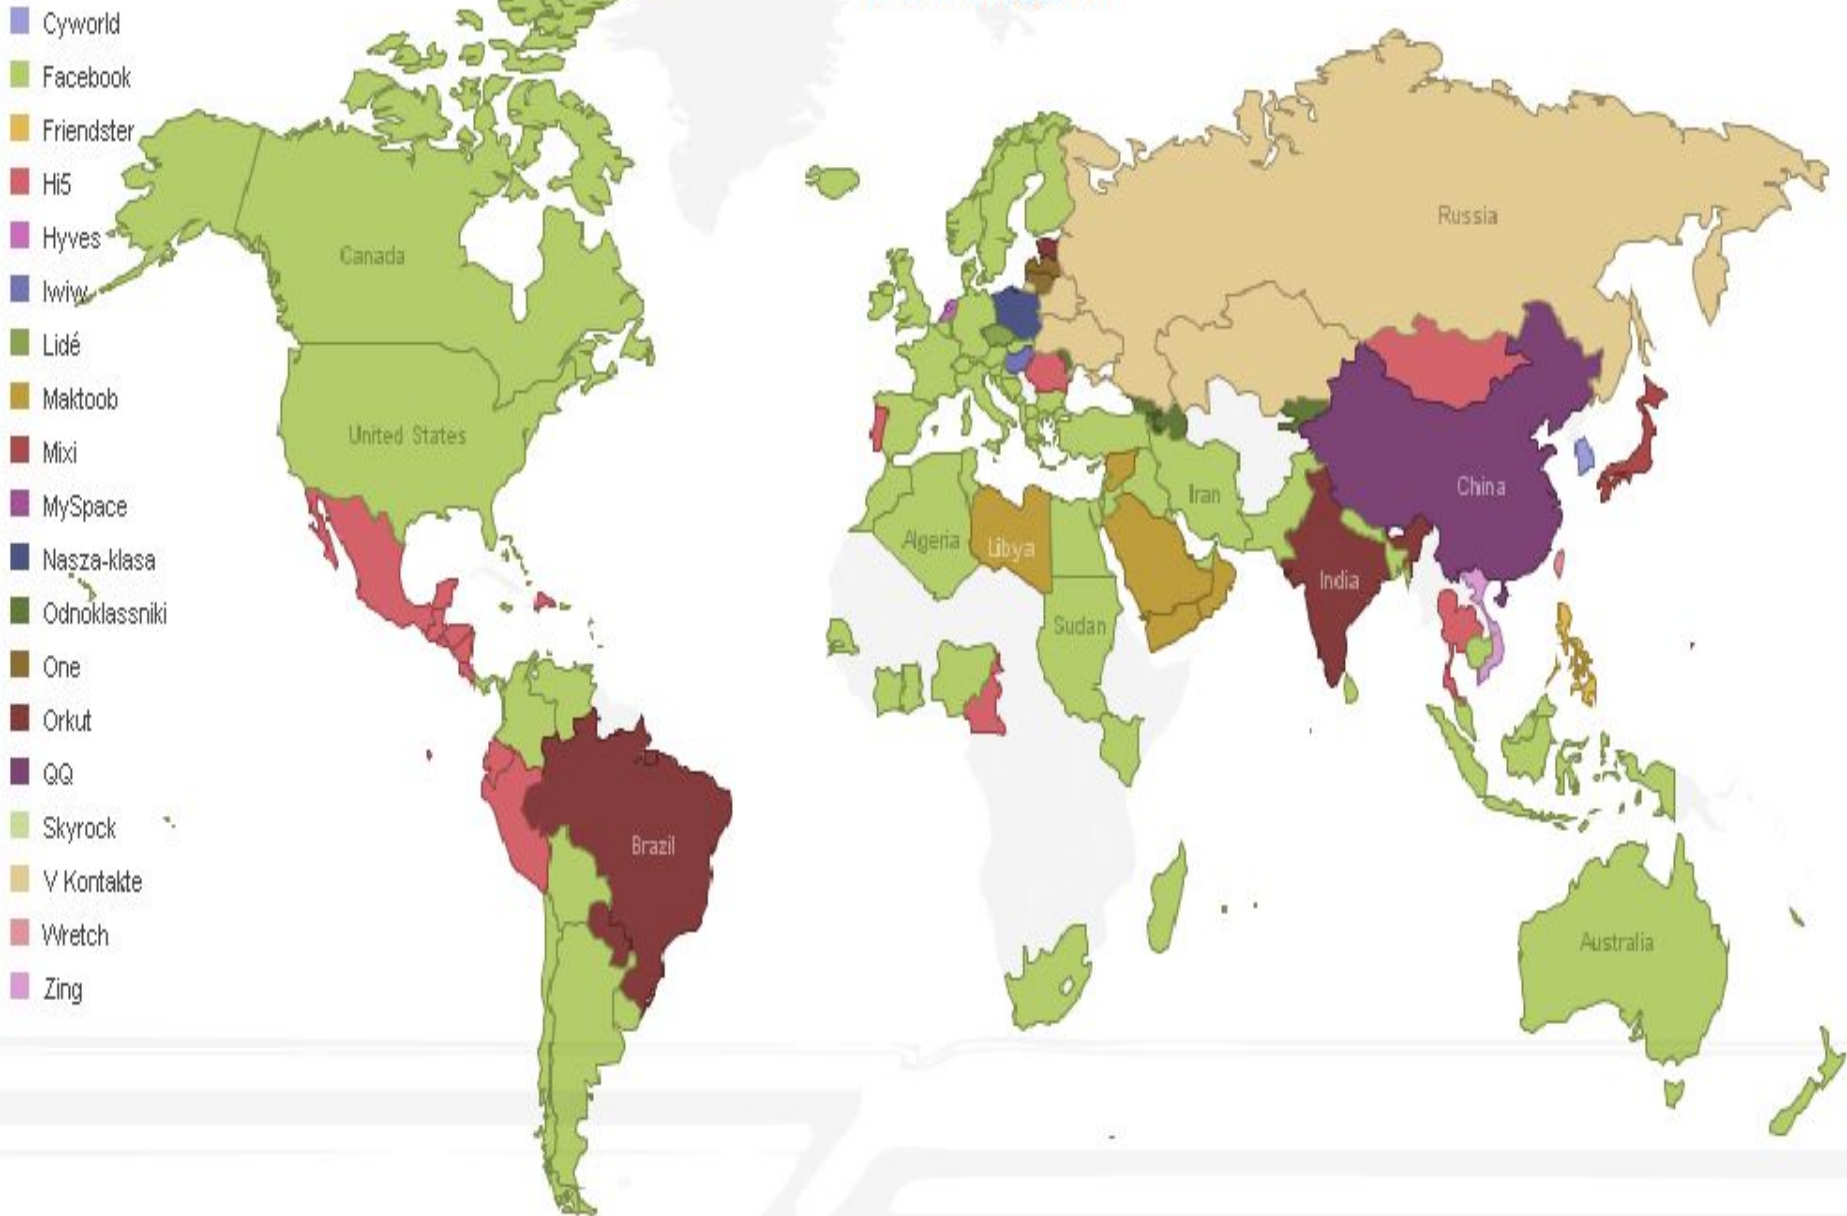 Cyworld
Facebook
Friendster
Hi5
Hyves
Iwiw
Lidé
Maktoob
Mixi
MySpace
Nasza-klasa
Odnoklassniki
One
Orkut
QQ
Skyrock
V Kontakte
Wretch
Zing
Canada
United States
Brazil
Russia
China
Iran
Algeria
Libya
India
Sudan
Australia